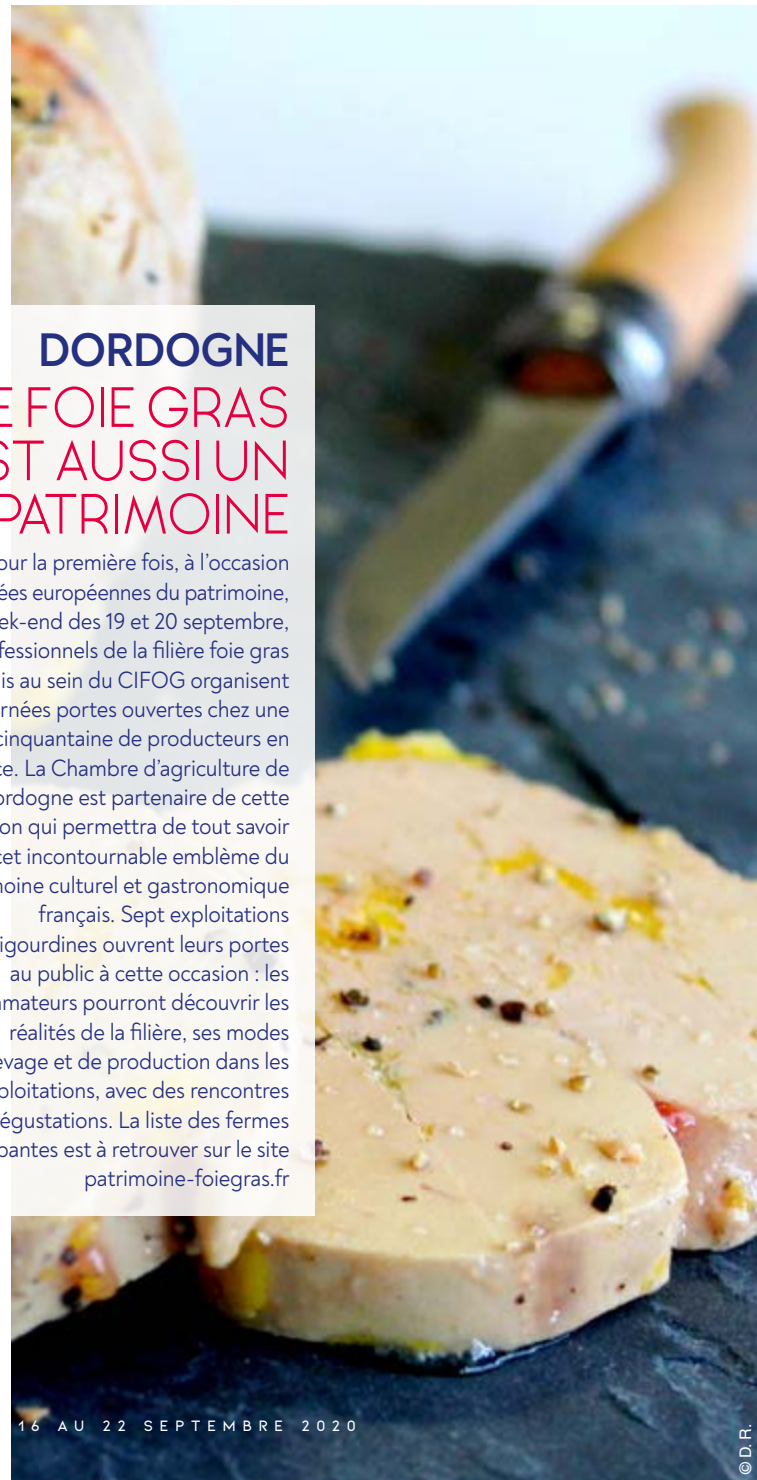 DORDOGNE
E FOIE GRAS
ST AUSSI UN
PATRIMOINE
our la première fois, à l’occasion
ées européennes du patrimoine,
ek-end des 19 et 20 septembre,
fessionnels de la filière foie gras
is au sein du CIFOG organisent
rnées portes ouvertes chez une
cinquantaine de producteurs en
ce. La Chambre d’agriculture de
ordogne est partenaire de cette
on qui permettra de tout savoir
cet incontournable emblème du
moine culturel et gastronomique
français. Sept exploitations
igourdines ouvrent leurs portes
au public à cette occasion : les
amateurs pourront découvrir les
réalités de la filière, ses modes
evage et de production dans les
ploitations, avec des rencontres
égustations. La liste des fermes
pantes est à retrouver sur le site
patrimoine-foiegras.fr
16 AU 22 SEPTEMBRE 2020
© D. R.